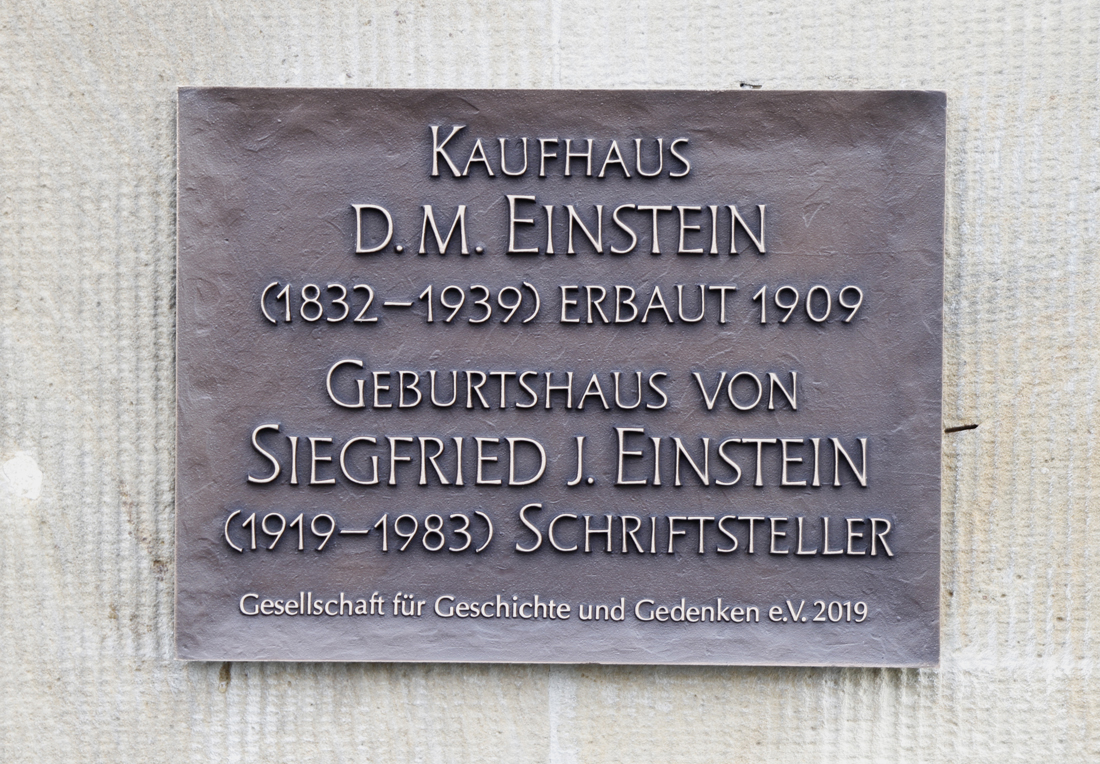 Kaufhaus
D. M. Einstein
(1832–1939) erbaut 1909
Geburtshaus von
Siegfried J. Einstein
(1919–1983) Schriftsteller
Gesellschaft für Geschichte und Gedenken e.V. 2019